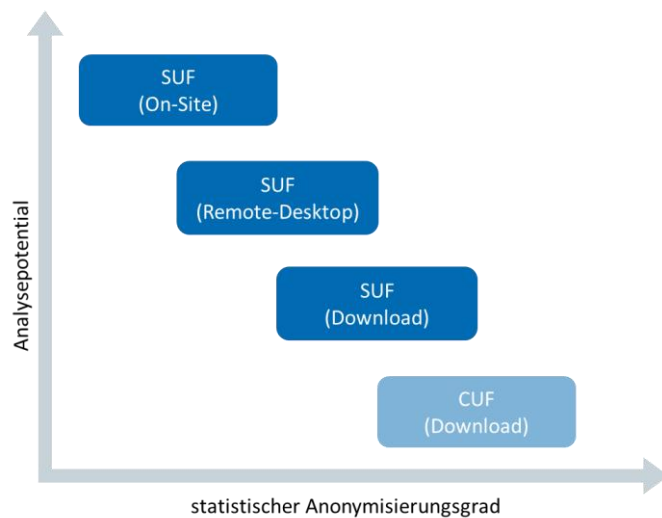 SUF
(On-Site)
SUF
(Remote-Desktop)
SUF
(Download)
CUF
(Download)
Analysepotential
statistischer Anonymisierungsgrad